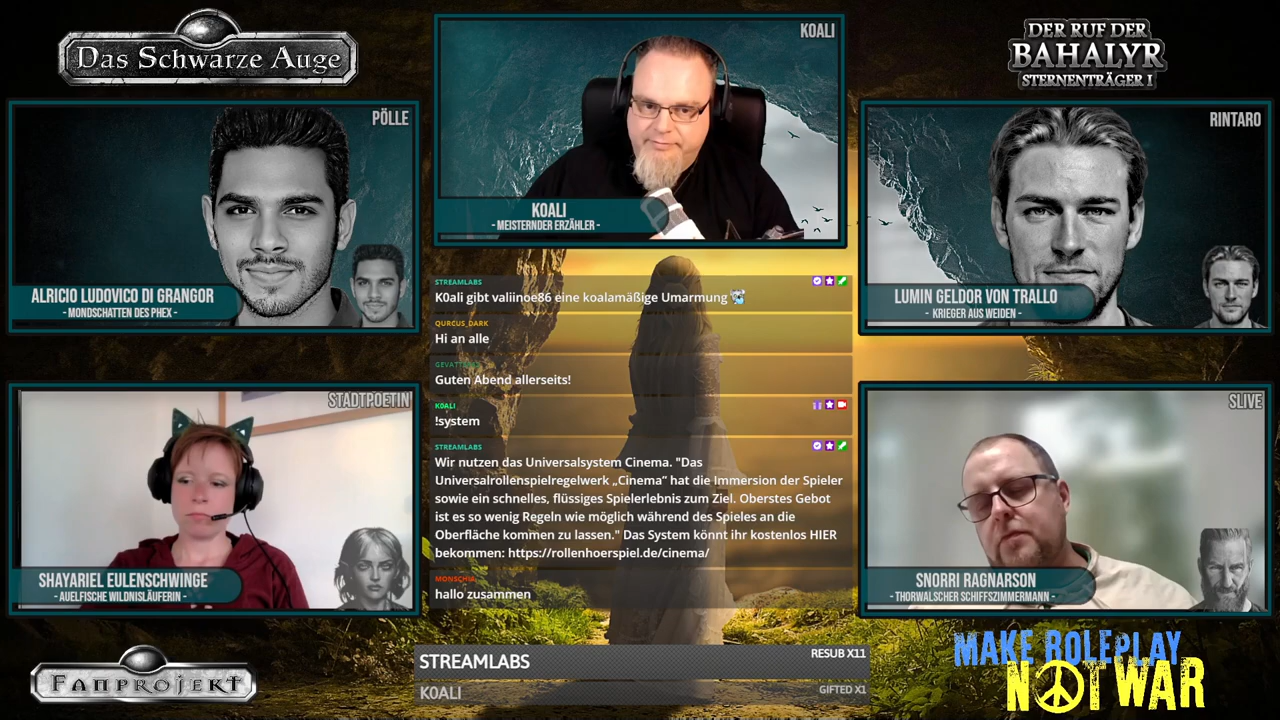 Das Schwarze Auge
KOALI
DER RUF DER
BAHALYR
STERNENTRÄGER I
PÖLLE
RINTARO
KOALI
- MEISTERNDER ERZÄHLER -
ALRICIO LUDOVICO DI GRANGOR
- MONDSCHATTEN DES PHEX -
LUMIN GELDOR VON TRALLO
- KRIEGER AUS WEIDEN -
STREAMLABS
K0ali gibt valiinoe86 eine koalamäßige Umarmung
QURCUS_DARK
Hi an alle
Guten Abend allerseits!
K0ALI
!system
STREAMLABS
Wir nutzen das Universalsystem Cinema. "Das
Universalrollenspielregelwerk „Cinema“ hat die Immersion der Spieler
sowie ein schnelles, flüssiges Spielerlebnis zum Ziel. Oberstes Gebot
ist es so wenig Regeln wie möglich während des Spieles an die
Oberfläche kommen zu lassen." Das System könnt ihr kostenlos HIER
bekommen: https://rollenhoerspiel.de/cinema/
MONSCHIA
hallo zusammen
STADTPOETIN
SLIVE
SHAYARIEL EULENSCHWINGE
- AUELFISCHE WILDNISLÄUFERIN -
SNORRI RAGNARSON
- THORWALSCHER SCHIFFSZIMMERMANN -
FANPROJEKT
STREAMLABS
RESUB X11
KOALI
GIFTED X1
MAKE ROLEPLAY
NOT WAR